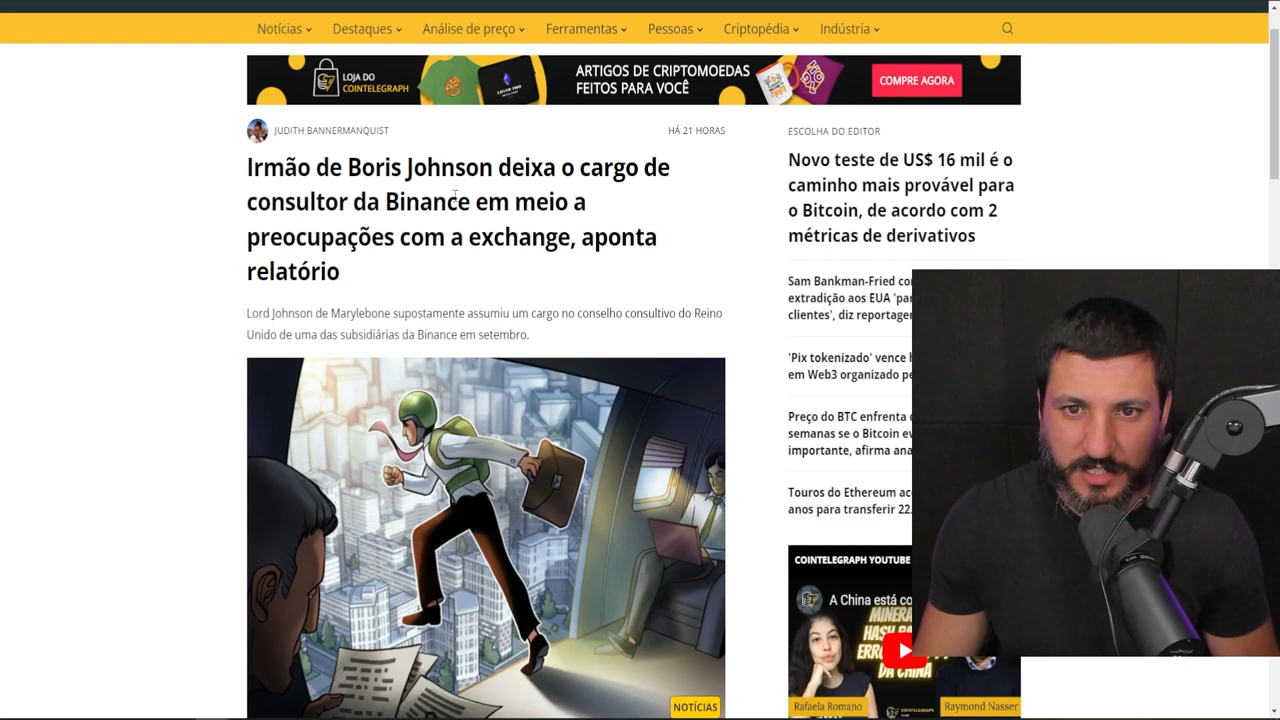 Notícias
Destaques
Análise de preço
Ferramentas
Pessoas
Criptopédia
Indústria
LOJA DO
COINTELEGRAPH
ARTIGOS DE CRIPTOMOEDAS
FEITOS PARA VOCÊ
COMPRE AGORA
JUDITH BANNERMANQUIST
HÁ 21 HORAS
Irmão de Boris Johnson deixa o cargo de
consultor da Binance em meio a
preocupações com a exchange, aponta
relatório
Lord Johnson de Marylebone supostamente assumiu um cargo no conselho consultivo do Reino
Unido de uma das subsidiárias da Binance em setembro.
NOTÍCIAS
ESCOLHA DO EDITOR
Novo teste de US$ 16 mil é o
caminho mais provável para
o Bitcoin, de acordo com 2
métricas de derivativos
Sam Bankman-Fried
extradição aos EUA
clientes', diz
'Pix tokenizado' vence
em Web3 organizado
Preço do BTC enfrenta
semanas se o Bitcoin
importante, afirma
Touros do Ethereum
anos para transferir 22.
COINTELEGRAPH YOUTUBE
A China está
DA CHINA
COINTELEGRAPH
Rafaela Romano
Raymond Nasser